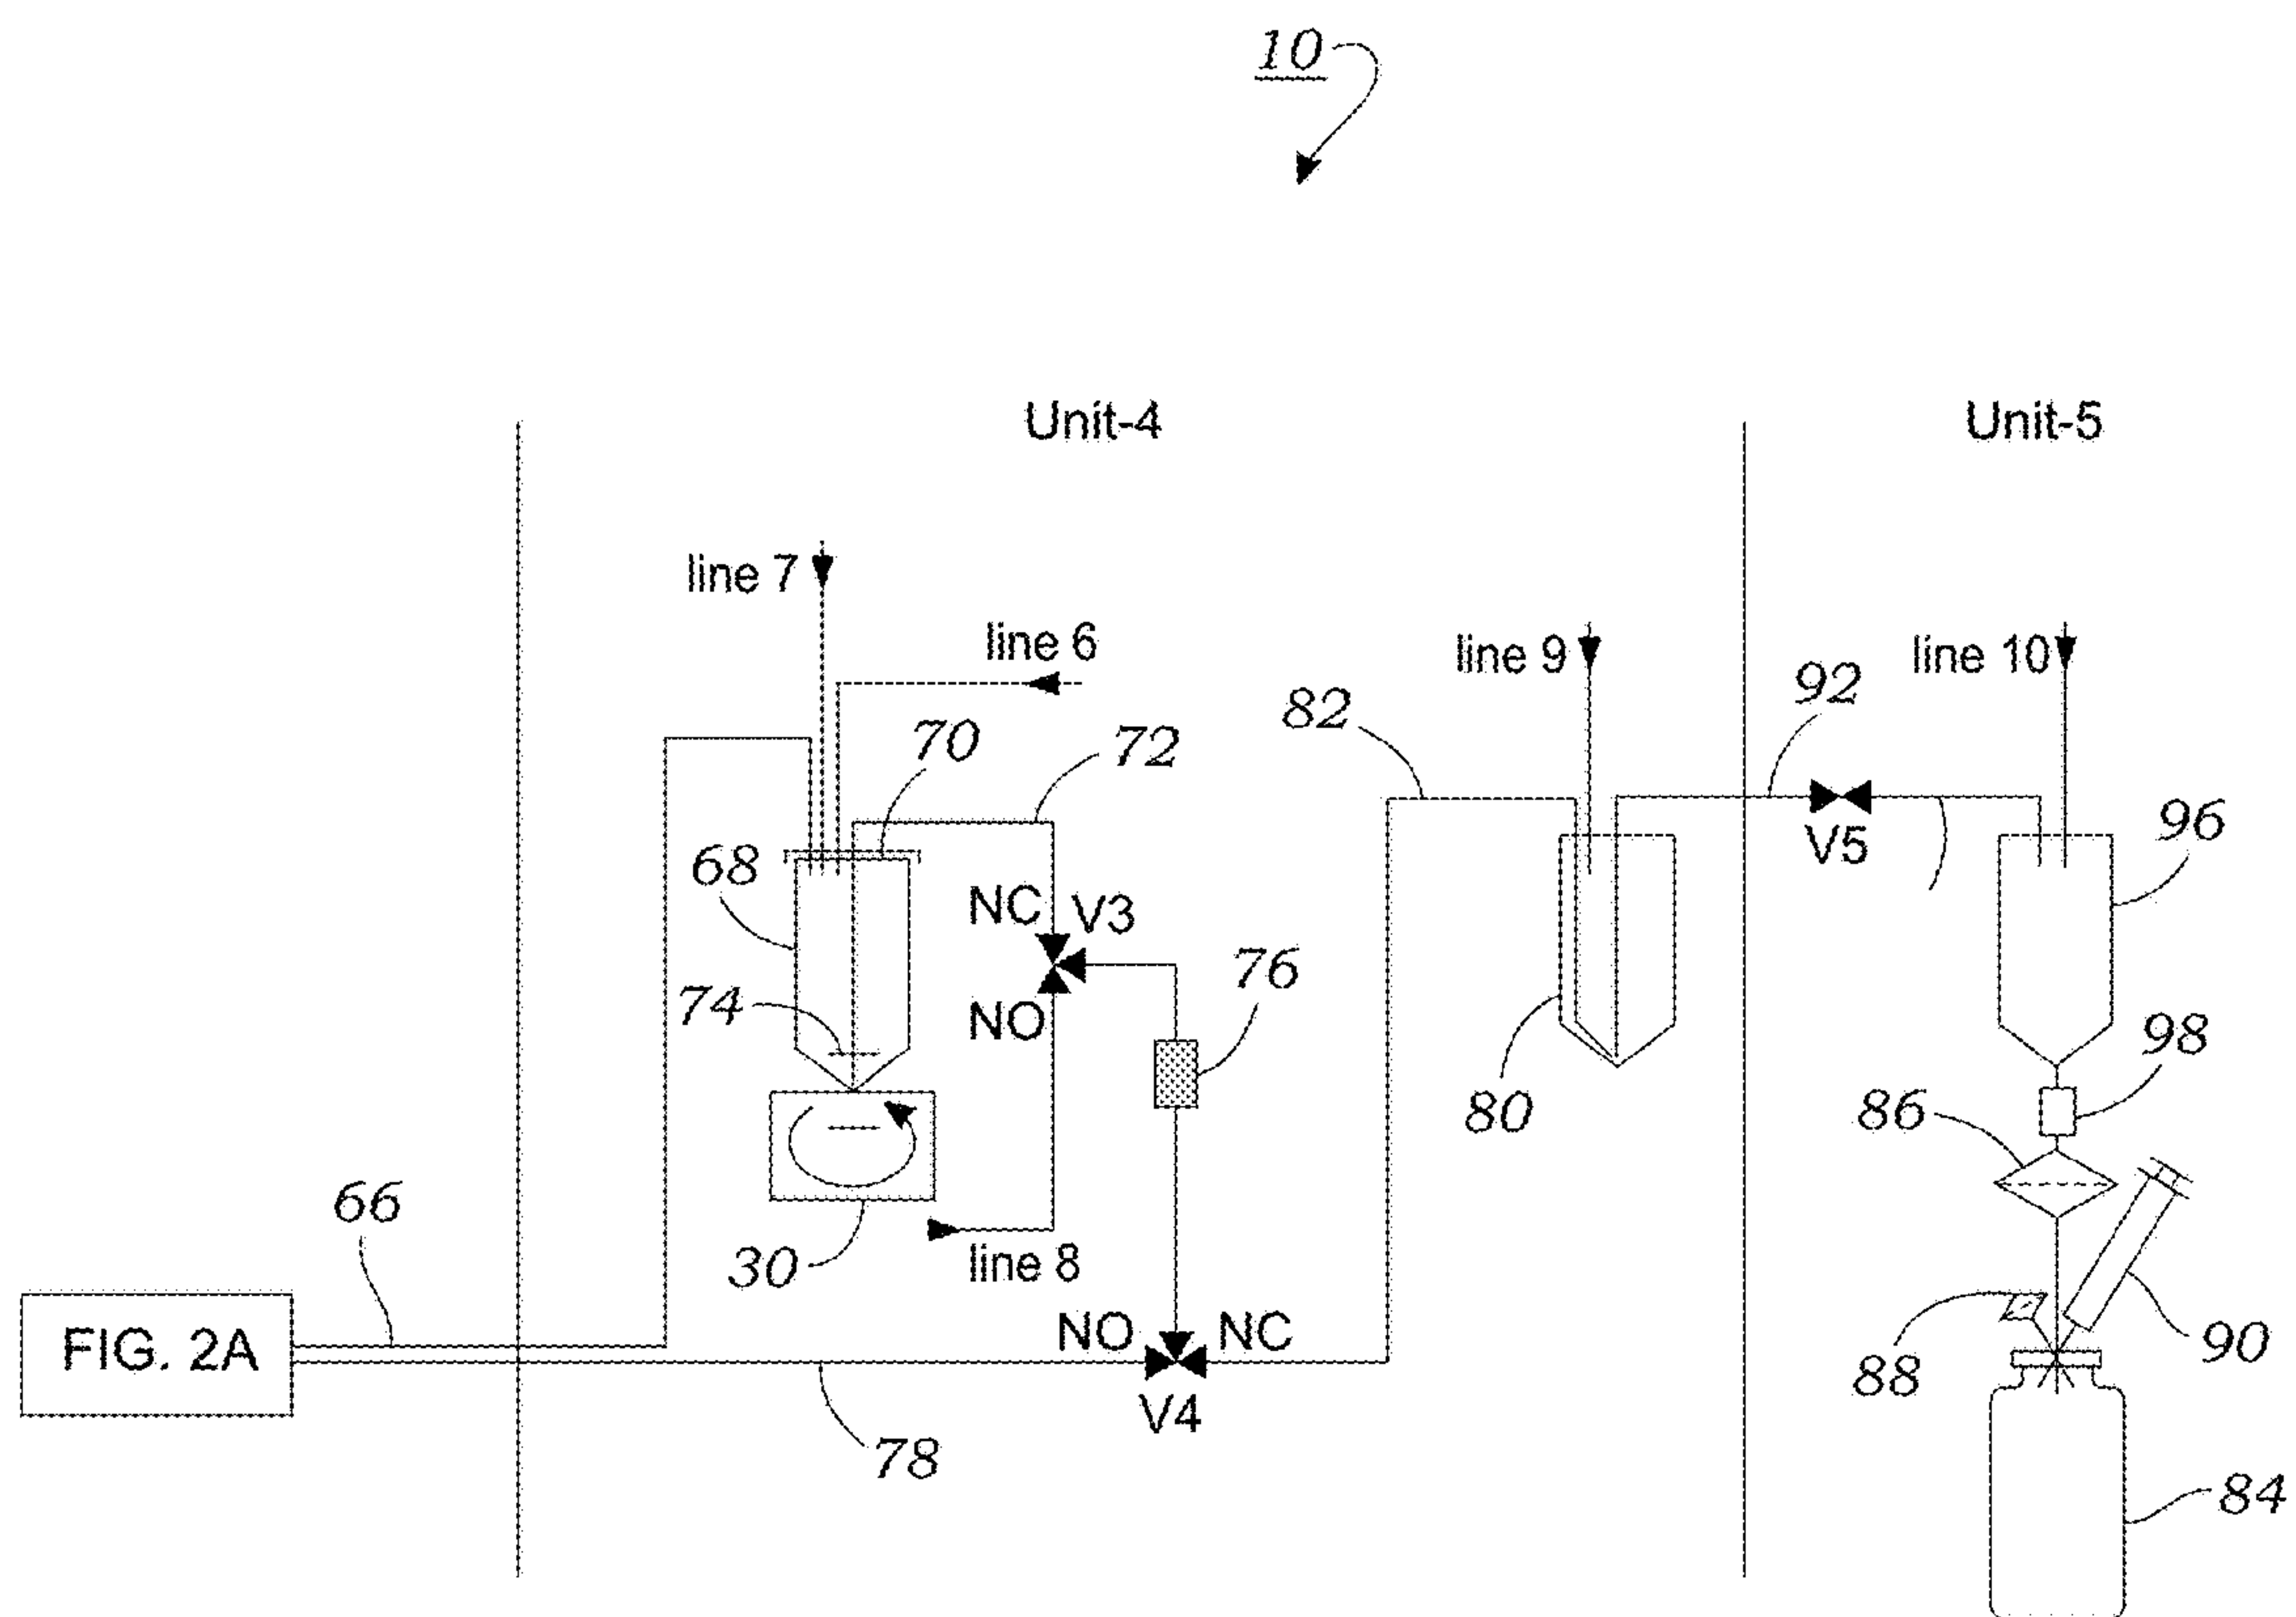 10
Unit-4
Unit-5
line 7
line 6
line 9
line 10
92
82
70
72
96
V5
68
NC
V3
76
74
NO
98
80
86
66
30
line 8
NO
NC
FIG. 2A
88
90
V4
78
84